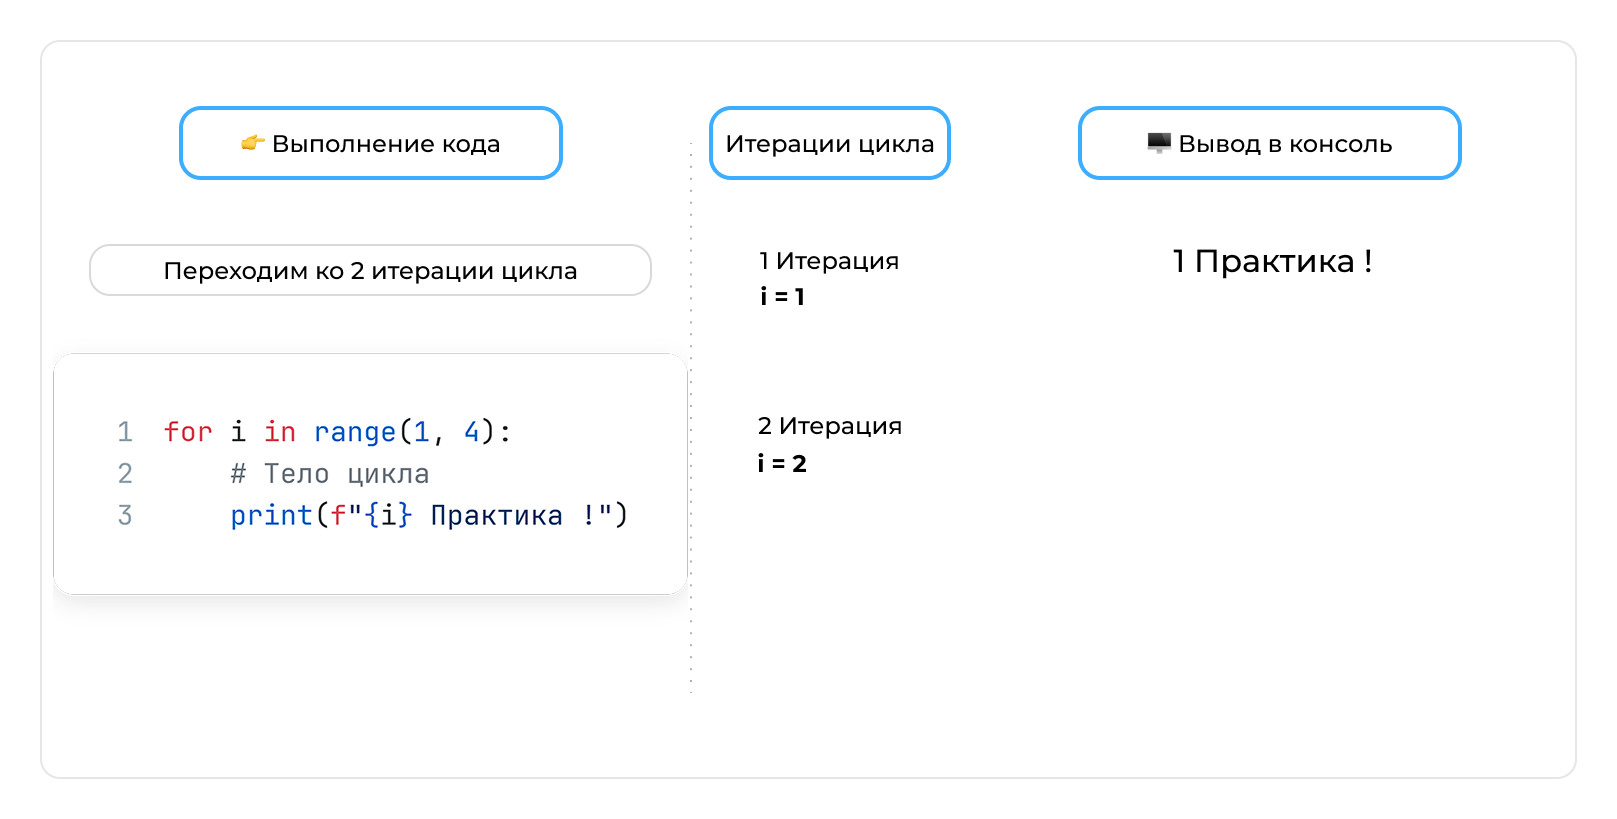 👉 Выполнение кода
Итерации цикла
🖥️ Вывод в консоль
Переходим ко 2 итерации цикла
1 for i in range(1, 4):
2     # Тело цикла
3     print(f"{i} Практика !")
1 Итерация
i = 1
2 Итерация
i = 2
1 Практика !